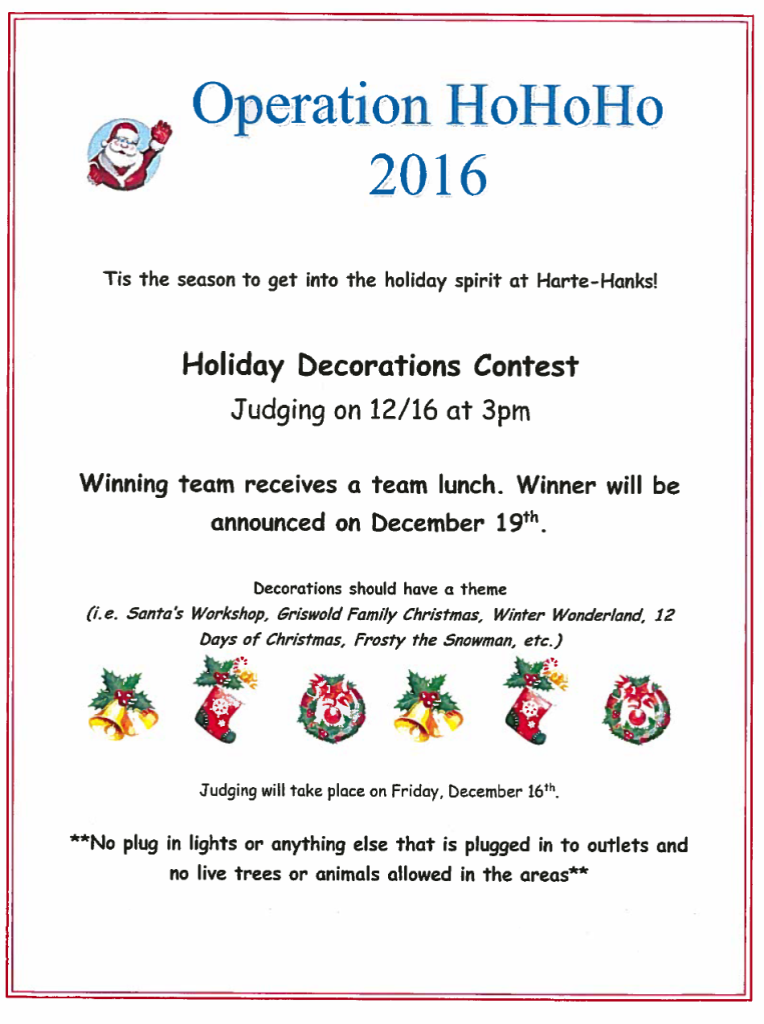 Operation HoHoHo
2016
Tis the season to get into the holiday spirit at Harte-Hanks!
Holiday Decorations Contest
Judging on 12/16 at 3pm
Winning team receives a team lunch. Winner will be
announced on December 19th.
Decorations should have a theme
(i.e. Santa's Workshop, Griswold Family Christmas, Winter Wonderland, 12
Days of Christmas, Frosty the Snowman, etc.)
Judging will take place on Friday, December 16th.
**No plug in lights or anything else that is plugged in to outlets and
no live trees or animals allowed in the areas**